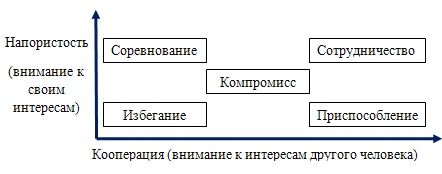 Напористость
(внимание к
своим
интересам)
Соревнование
Сотрудничество
Компромисс
Избегание
Приспособление
Кооперация (внимание к интересам другого человека)